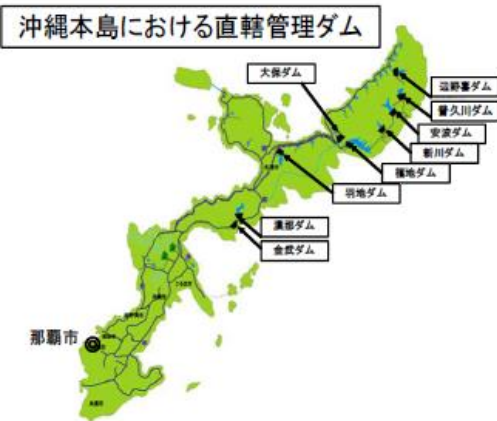 沖縄本島における直轄管理ダム
大保ダム
辺野喜ダム
普久川ダム
安波ダム
新川ダム
福地ダム
羽地ダム
漢那ダム
金武ダム
那覇市